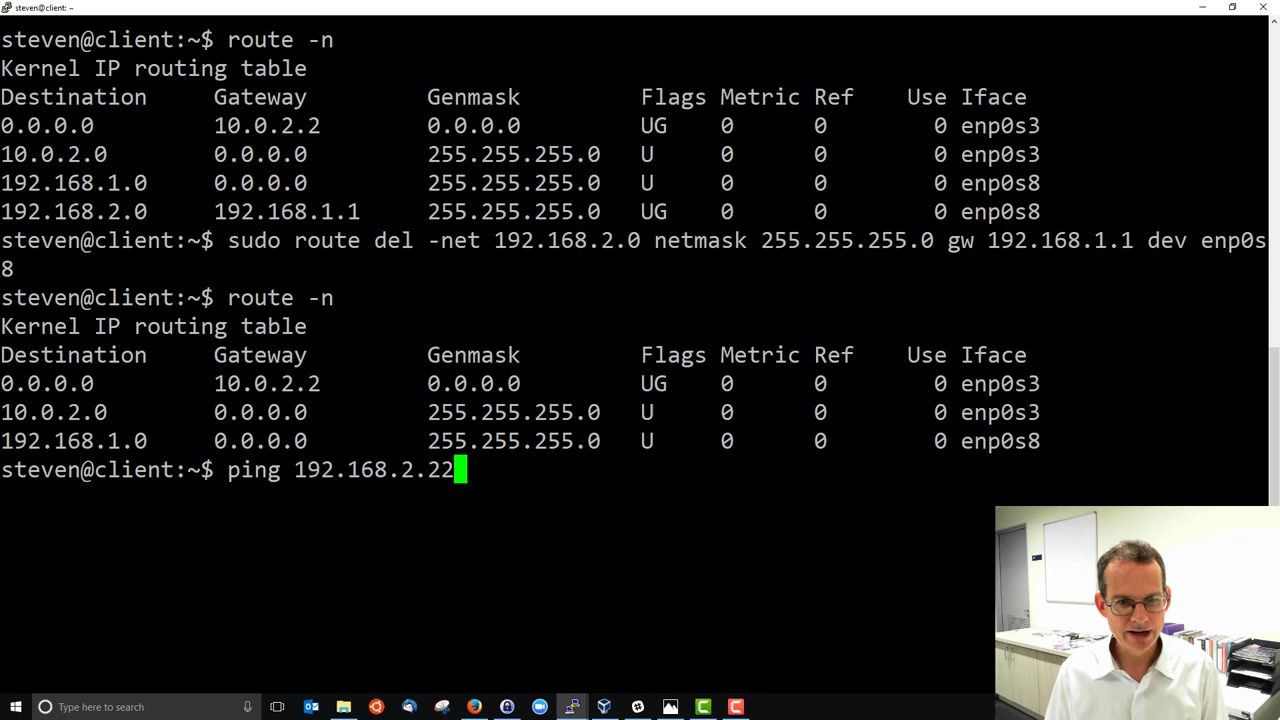 steven@client: ~
steven@client:~$ route -n
Kernel IP routing table
Destination Gateway Genmask Flags Metric Ref Use Iface
0.0.0.0 10.0.2.2 0.0.0.0 UG 0 0 0 enp0s3
10.0.2.0 0.0.0.0 255.255.255.0 U 0 0 0 enp0s3
192.168.1.0 0.0.0.0 255.255.255.0 U 0 0 0 enp0s8
192.168.2.0 192.168.1.1 255.255.255.0 UG 0 0 0 enp0s8
steven@client:~$ sudo route del -net 192.168.2.0 netmask 255.255.255.0 gw 192.168.1.1 dev enp0s
8
steven@client:~$ route -n
Kernel IP routing table
Destination Gateway Genmask Flags Metric Ref Use Iface
0.0.0.0 10.0.2.2 0.0.0.0 UG 0 0 0 enp0s3
10.0.2.0 0.0.0.0 255.255.255.0 U 0 0 0 enp0s3
192.168.1.0 0.0.0.0 255.255.255.0 U 0 0 0 enp0s8
steven@client:~$ ping 192.168.2.22
Type here to search